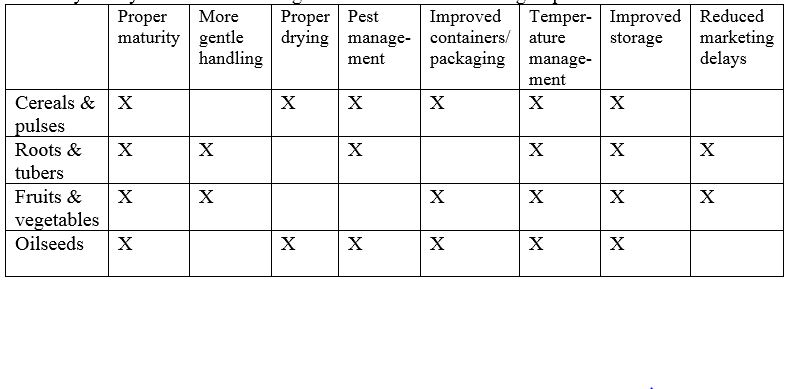 Proper More Proper Pest Improved Temper- Improved Reduced
maturity gentle drying manage- containers/ ature storage marketing
handling ment packaging manage- delays
ment
Cereals & X X X X X X
pulses
Roots & X X X X X X
tubers
Fruits & X X X X X X
vegetables
Oilseeds X X X X X X